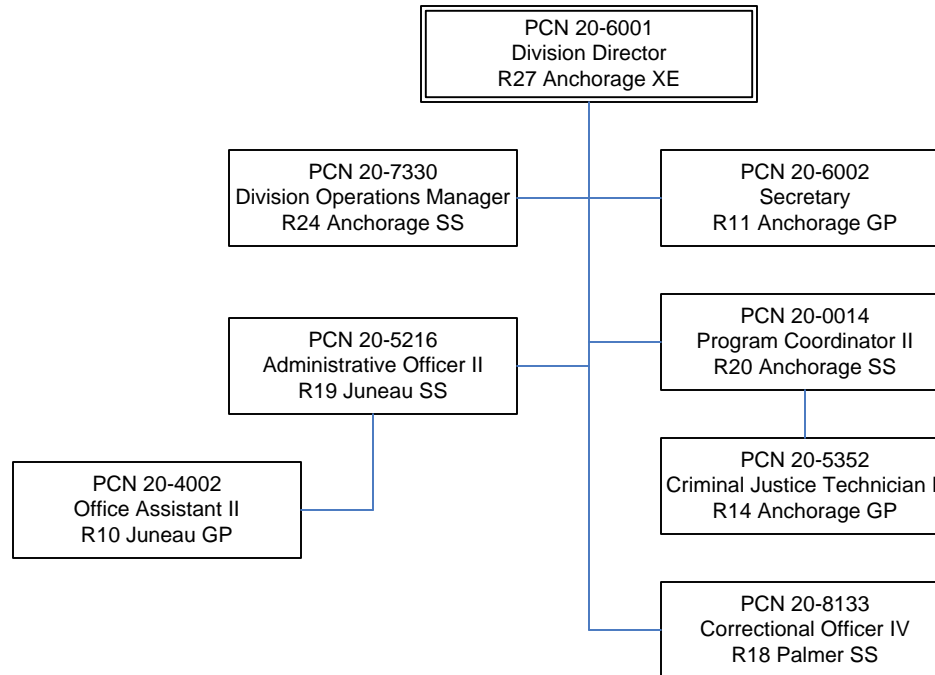 PCN 20-6001
Division Director
R27 Anchorage XE
PCN 20-7330
Division Operations Manager
R24 Anchorage SS
PCN 20-6002
Secretary
R11 Anchorage GP
PCN 20-5216
Administrative Officer II
R19 Juneau SS
PCN 20-0014
Program Coordinator II
R20 Anchorage SS
PCN 20-4002
Office Assistant II
R10 Juneau GP
PCN 20-5352
Criminal Justice Technician
R14 Anchorage GP
PCN 20-8133
Correctional Officer IV
R18 Palmer SS